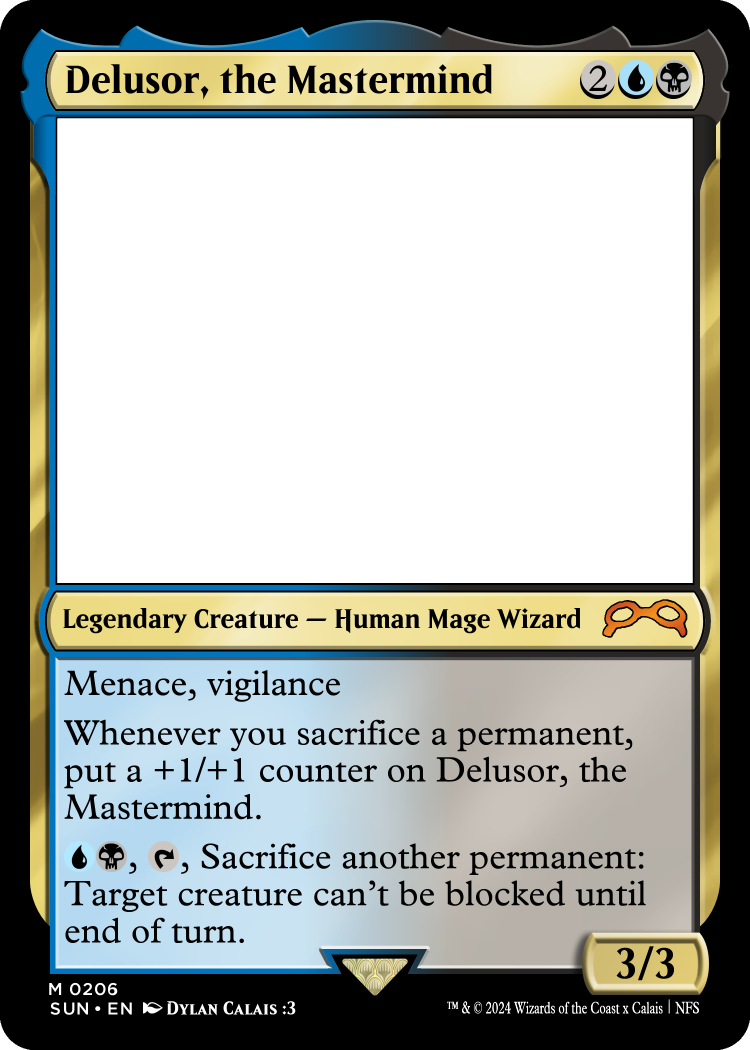 Delusor, the Mastermind 2
Legendary Creature — Human Mage Wizard
Menace, vigilance
Whenever you sacrifice a permanent,
put a +1/+1 counter on Delusor, the
Mastermind.
, , Sacrifice another permanent:
Target creature can't be blocked until
end of turn.
3/3
M 0206
SUN • EN Dylan Calais :3
™ & © 2024 Wizards of the Coast x Calais | NFS